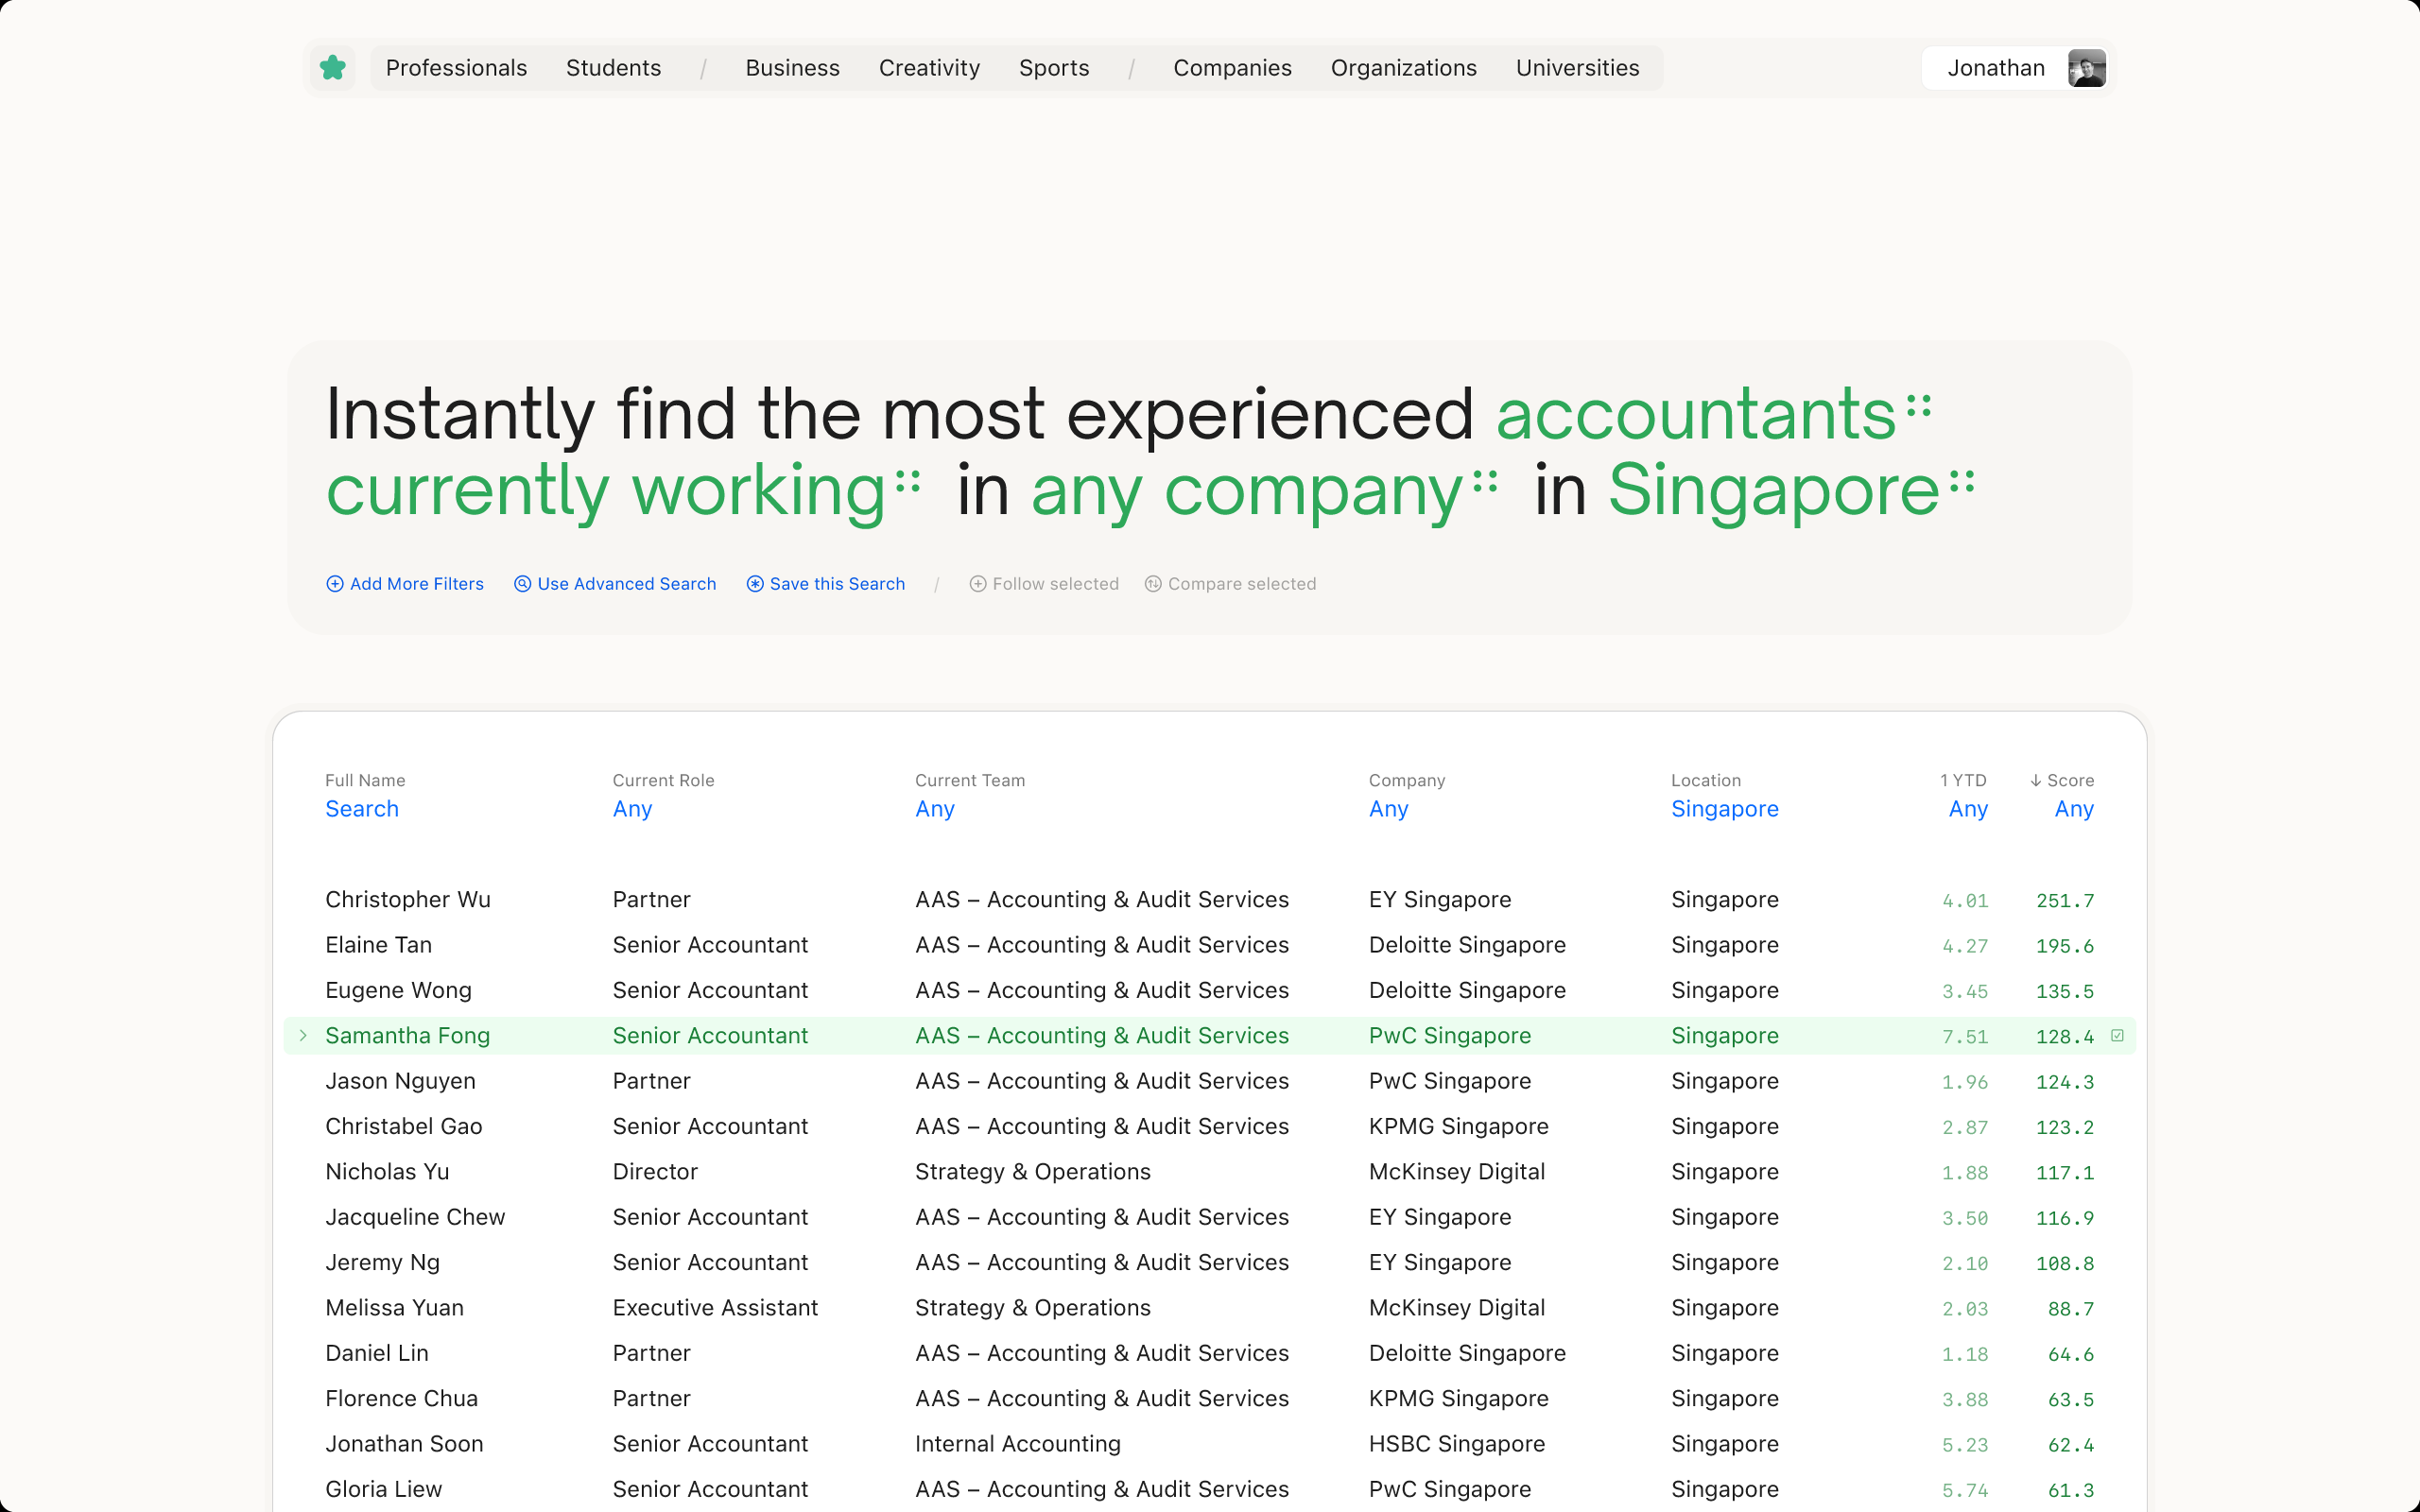 Professionals Students / Business Creativity Sports / Companies Organizations Universities Jonathan
Instantly find the most experienced accountants
currently working in any company in Singapore
Add More Filters Use Advanced Search Save this Search / Follow selected Compare selected
Full Name Current Role Current Team Company Location 1 YTD ↓ Score
Search Any Any Any Singapore Any Any
Christopher Wu Partner AAS – Accounting & Audit Services EY Singapore Singapore 4.01 251.7
Elaine Tan Senior Accountant AAS – Accounting & Audit Services Deloitte Singapore Singapore 4.27 195.6
Eugene Wong Senior Accountant AAS – Accounting & Audit Services Deloitte Singapore Singapore 3.45 135.5
Samantha Fong Senior Accountant AAS – Accounting & Audit Services PwC Singapore Singapore 7.51 128.4
Jason Nguyen Partner AAS – Accounting & Audit Services PwC Singapore Singapore 1.96 124.3
Christabel Gao Senior Accountant AAS – Accounting & Audit Services KPMG Singapore Singapore 2.87 123.2
Nicholas Yu Director Strategy & Operations McKinsey Digital Singapore 1.88 117.1
Jacqueline Chew Senior Accountant AAS – Accounting & Audit Services EY Singapore Singapore 3.50 116.9
Jeremy Ng Senior Accountant AAS – Accounting & Audit Services EY Singapore Singapore 2.10 108.8
Melissa Yuan Executive Assistant Strategy & Operations McKinsey Digital Singapore 2.03 88.7
Daniel Lin Partner AAS – Accounting & Audit Services Deloitte Singapore Singapore 1.18 64.6
Florence Chua Partner AAS – Accounting & Audit Services KPMG Singapore Singapore 3.88 63.5
Jonathan Soon Senior Accountant Internal Accounting HSBC Singapore Singapore 5.23 62.4
Gloria Liew Senior Accountant AAS – Accounting & Audit Services PwC Singapore Singapore 5.74 61.3